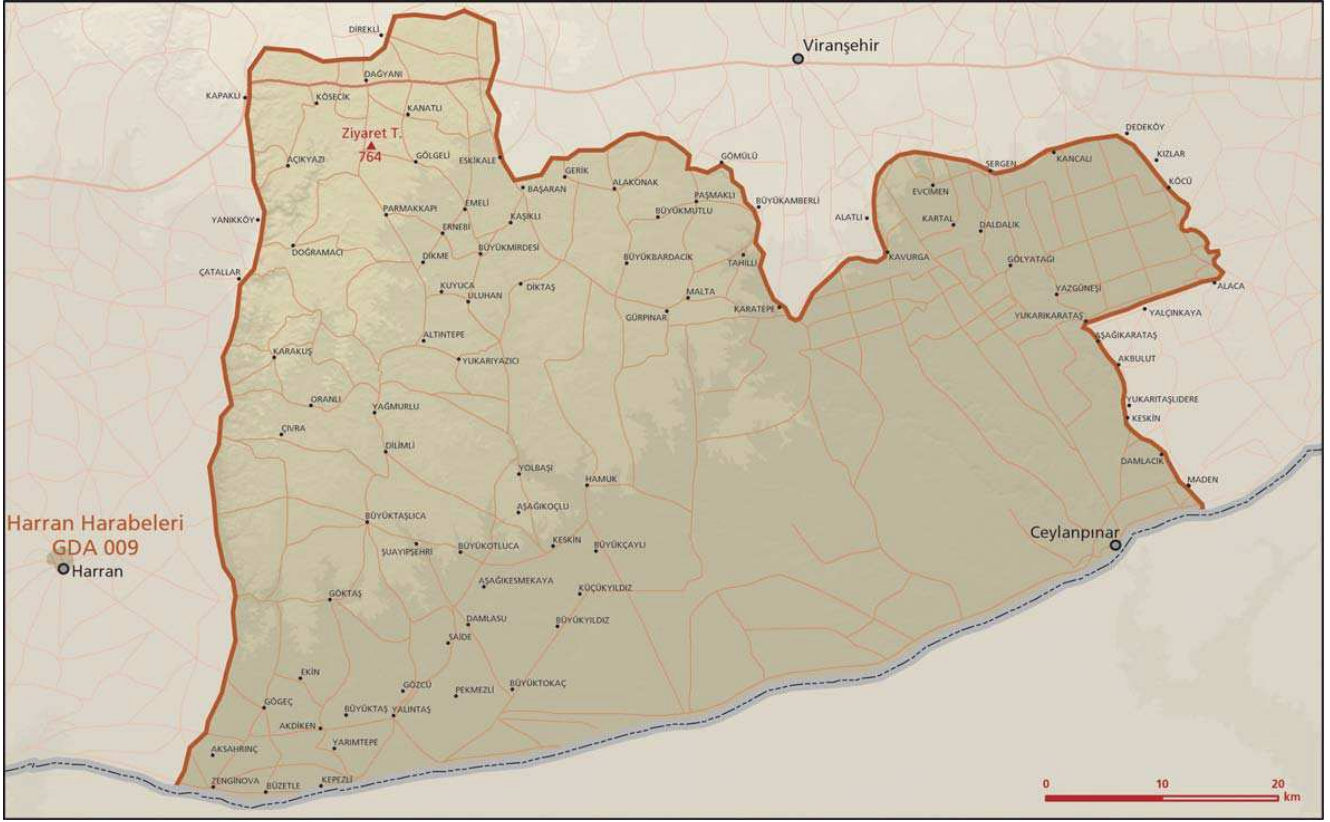 DİREKLİ
Viranşehir
DAĞYANI
KAPAKLI
KÖSECİK
KANATLI
DEDEKÖY
Ziyaret T.
764
KANCALI
KIZLAR
AÇIKYAZI
GÖLGELİ
ESKİKALE
GÖMÜLÜ
SERGEN
GERİK
KÖCÜ
BAŞARAN
ALAKONAK
PAŞMAKLI
EVCİMEN
BÜYÜKAMBERLİ
YANIKKÖY
PARMAKKAPI
EMELİ
KAŞIKLI
BÜYÜKMUTLU
ALATLI
KARTAL
DALDALIK
ERNEBİ
DOĞRAMACI
BÜYÜKMİRDESİ
DİKME
BÜYÜKBARDACIK
TAHILLI
KAVURGA
GÖLYATAĞI
ÇATALLAR
KUYUCA
DİKTAŞ
ULUHAN
MALTA
YAZGÜNEŞİ
ALACA
GÜRPINAR
KARATEPE
YUKARIKARATAŞ
YALÇINKAYA
ALTINTEPE
AŞAĞIKARATAŞ
KARAKUŞ
YUKARIYAZICI
AKBULUT
ORANLI
YAĞMURLU
YUKARITAŞLIDERE
KESKİN
ÇIVRA
DİLİMLİ
DAMLACIK
YOLBAŞI
HAMUK
MADEN
AŞAĞIKOÇLU
Harran Harabeleri
GDA 009
Harran
BÜYÜKTAŞLICA
ŞUAYIPŞEHRİ
BÜYÜKOTLUCA
KESKİN
BÜYÜKÇAYLI
Ceylanpınar
AŞAĞIKESMEKAYA
KÜÇÜKYILDIZ
GÖKTAŞ
DAMLASU
BÜYÜKYILDIZ
SAİDE
EKİN
GÖZCÜ
PEKMEZLİ
BÜYÜKTOKAÇ
GÖGEÇ
BÜYÜKTAŞ
YALINTAŞ
AKDİKEN
AKSAHRINÇ
YARIMTEPE
ZENGİNOVA
BÜZETLE
KEPEZLİ
0 10 20
km